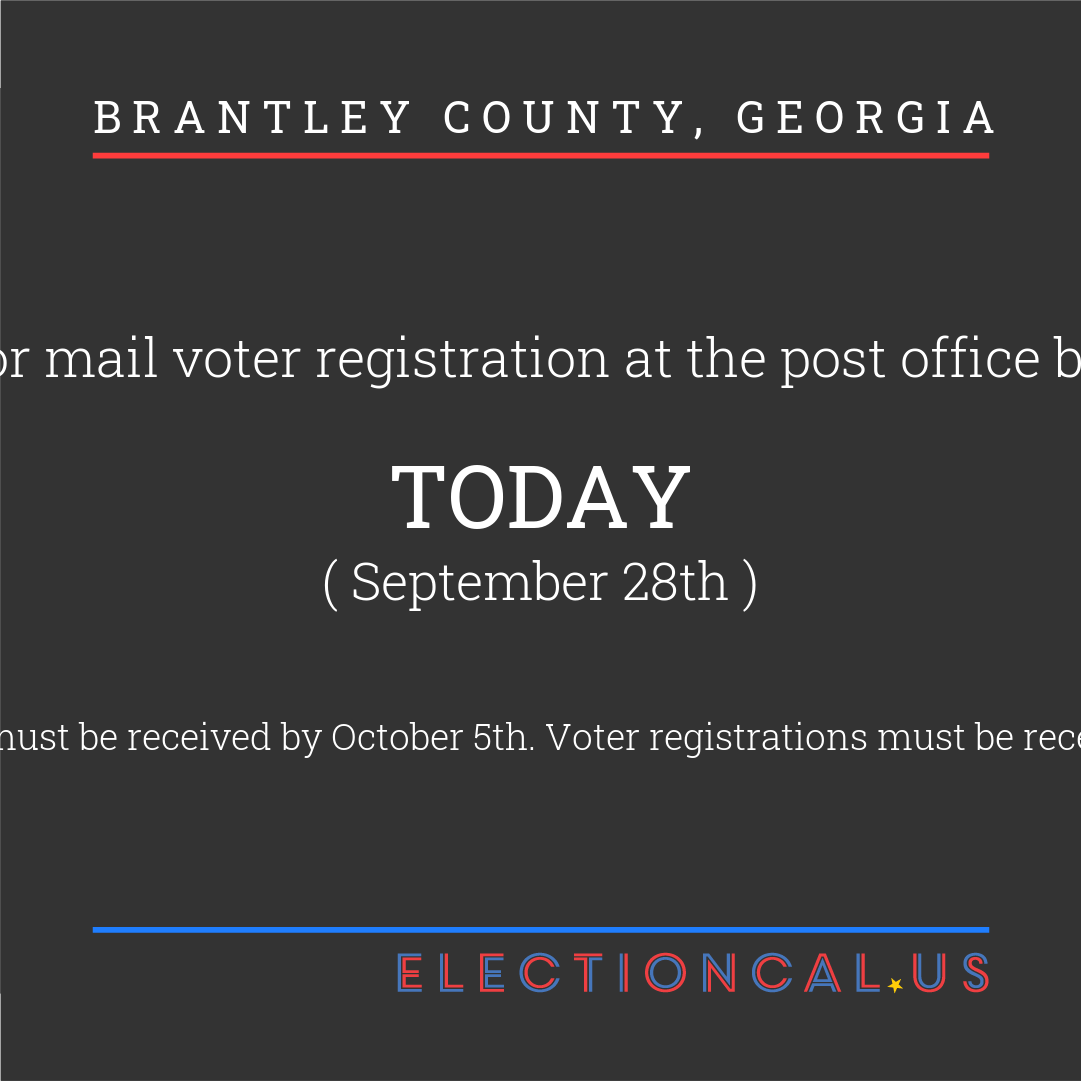 BRANTLEY COUNTY, GEORGIA
or mail voter registration at the post office b
TODAY
( September 28th )
must be received by October 5th. Voter registrations must be rece
ELECTIONCAL.US